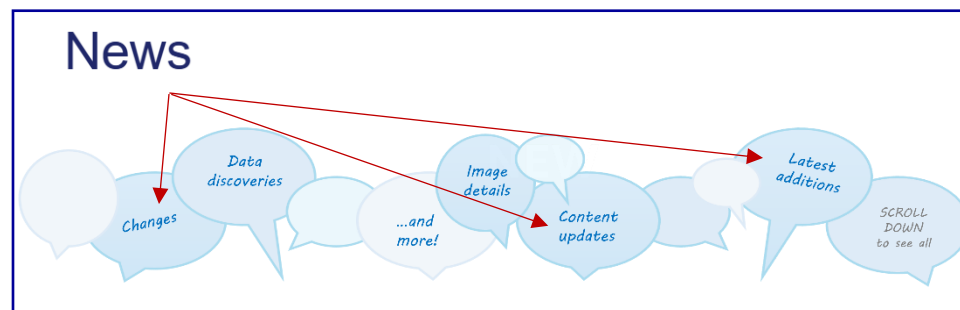 News
Changes
Data
discoveries
...and
more!
Image
details
Content
updates
Latest
additions
SCROLL
DOWN
to see all